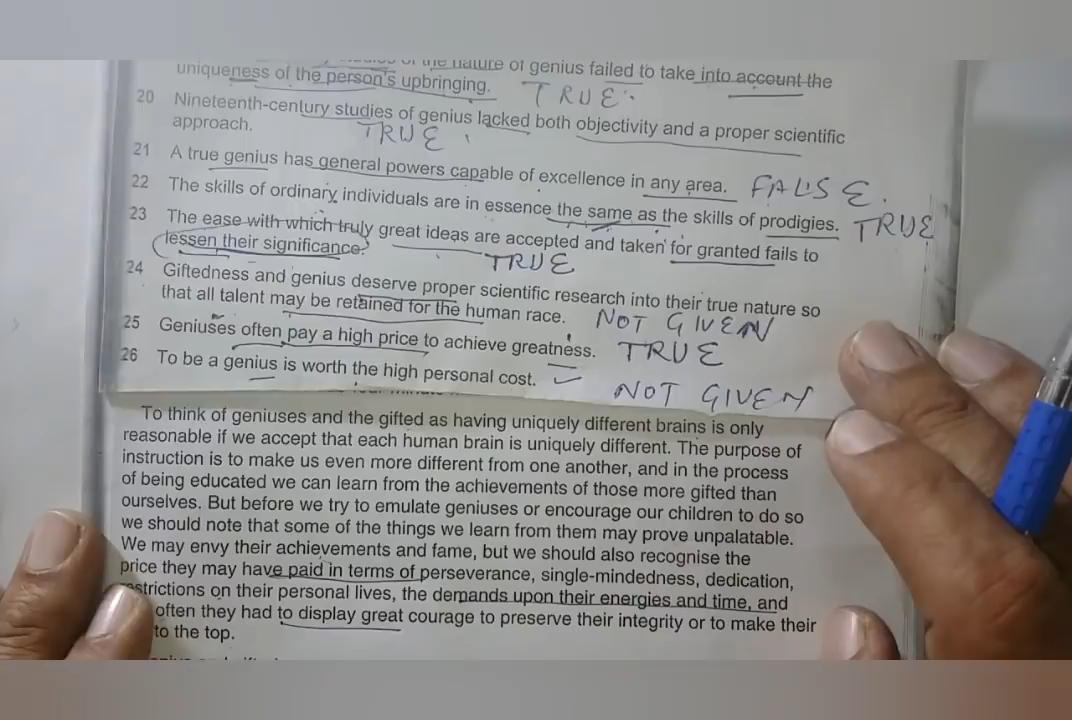 of the nature of genius failed to take into account the
uniqueness of the person's upbringing. TRUE.
20 Nineteenth-century studies of genius lacked both objectivity and a proper scientific
approach. TRUE.
21 A true genius has general powers capable of excellence in any area. FALSE.
22 The skills of ordinary individuals are in essence the same as the skills of prodigies. TRUE
23 The ease with which truly great ideas are accepted and taken for granted fails to
lessen their significance. TRUE
24 Giftedness and genius deserve proper scientific research into their true nature so
that all talent may be retained for the human race. NOT GIVEN
25 Geniuses often pay a high price to achieve greatness. TRUE
26 To be a genius is worth the high personal cost. NOT GIVEN
To think of geniuses and the gifted as having uniquely different brains is only
reasonable if we accept that each human brain is uniquely different. The purpose of
instruction is to make us even more different from one another, and in the process
of being educated we can learn from the achievements of those more gifted than
ourselves. But before we try to emulate geniuses or encourage our children to do so
we should note that some of the things we learn from them may prove unpalatable.
We may envy their achievements and fame, but we should also recognise the
price they may have paid in terms of perseverance, single-mindedness, dedication,
restrictions on their personal lives, the demands upon their energies and time, and
often they had to display great courage to preserve their integrity or to make their
to the top.